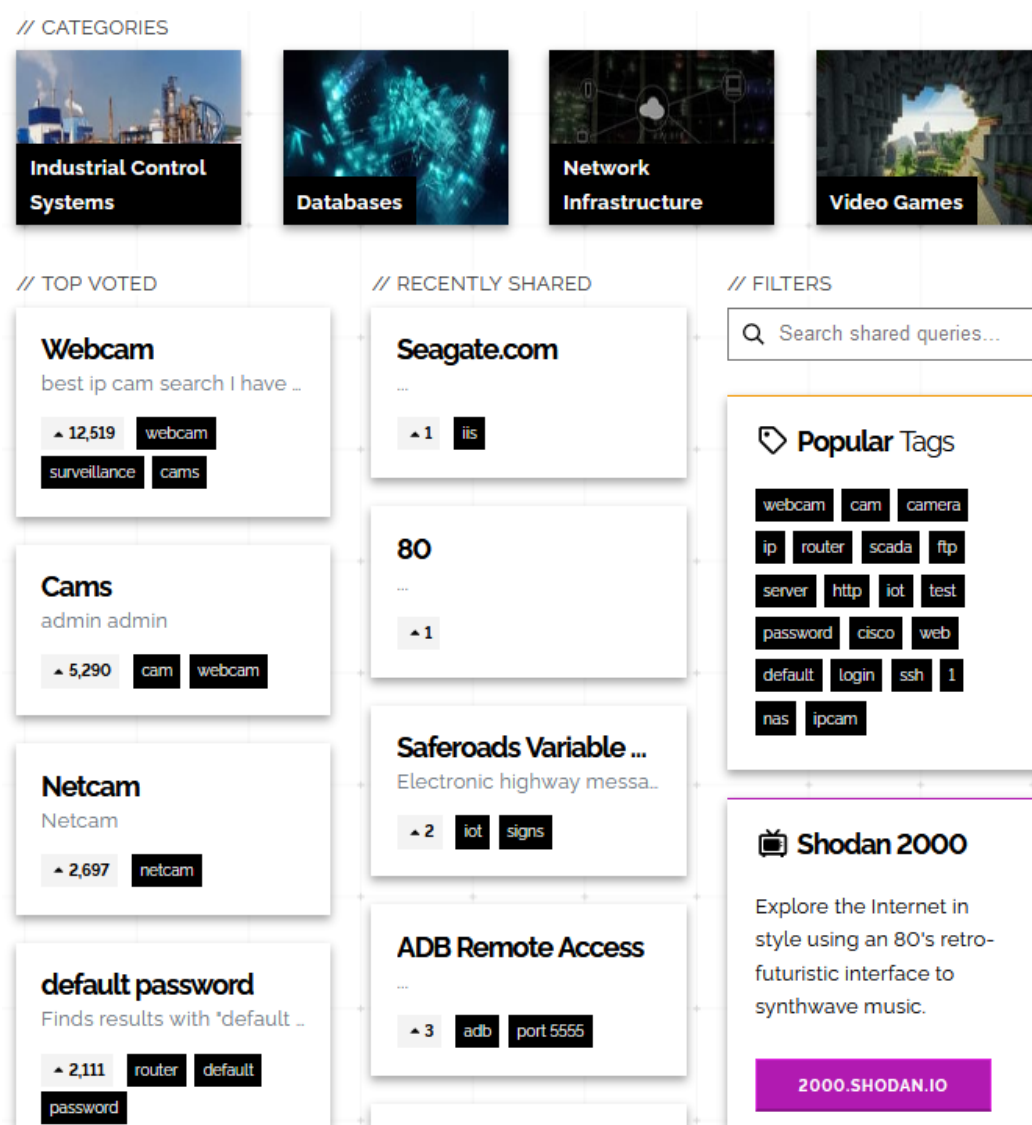 // CATEGORIES
Industrial Control
Systems
Databases
Network
Infrastructure
Video Games
// TOP VOTED
Webcam
best ip cam search I have ...
12,519 webcam
surveillance cams
Cams
admin admin
5,290 cam webcam
Netcam
Netcam
2,697 netcam
default password
Finds results with "default ...
2,111 router default
password
// RECENTLY SHARED
Seagate.com
...
1 iis
80
...
1
Saferoads Variable ...
Electronic highway messa...
2 iot signs
ADB Remote Access
...
3 adb port 5555
// FILTERS
Search shared queries...
Popular Tags
webcam cam camera
ip router scada ftp
server http iot test
password cisco web
default login ssh 1
nas ipcam
Shodan 2000
Explore the Internet in
style using an 80's retro-
futuristic interface to
synthwave music.
2000.SHODAN.IO